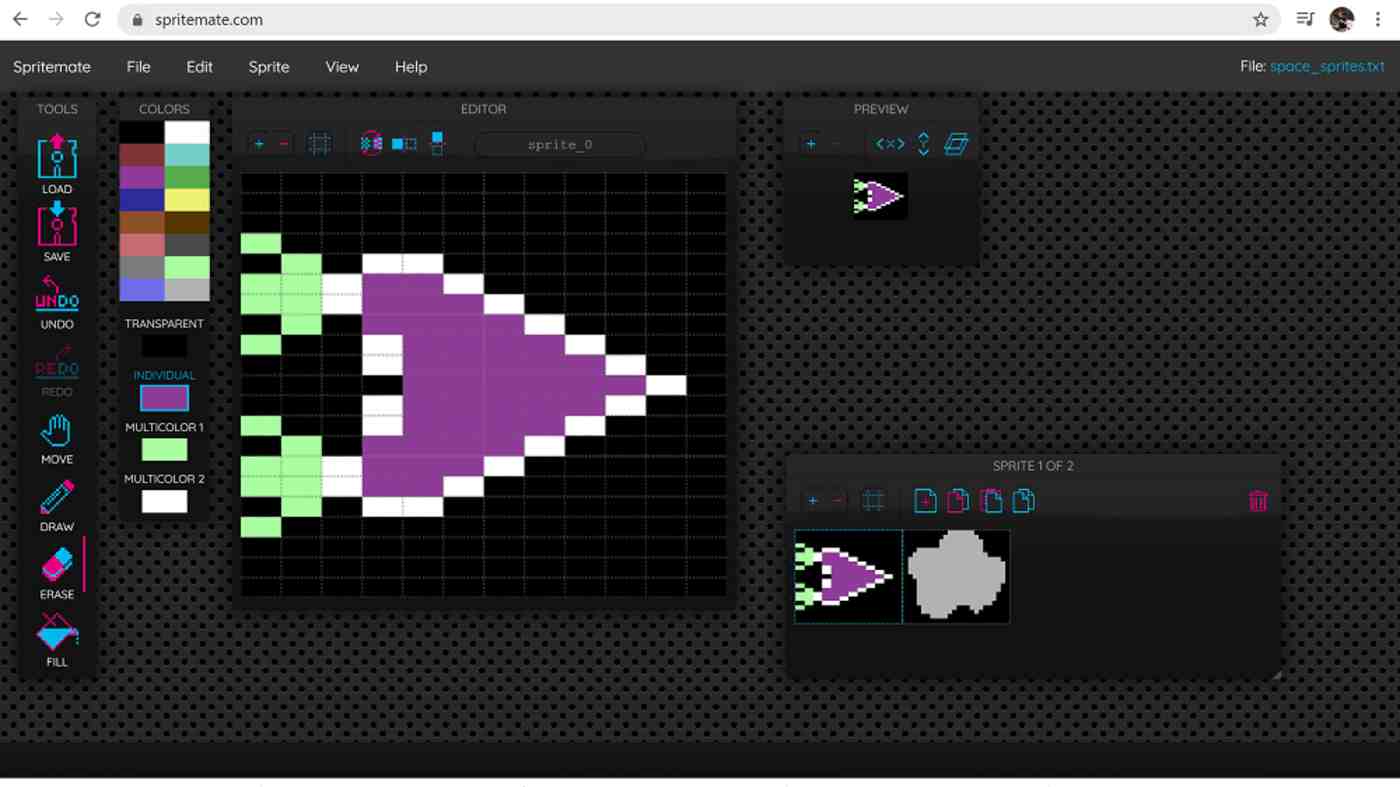 spritemate.com
Spritemate File Edit Sprite View Help File: space_sprites.txt
TOOLS
LOAD
SAVE
UNDO
UNDO
REDO
REDO
MOVE
DRAW
ERASE
FILL
COLORS
TRANSPARENT
INDIVIDUAL
MULTICOLOR 1
MULTICOLOR 2
EDITOR
+ - sprite_0
PREVIEW
+ -
SPRITE 1 OF 2
+ -